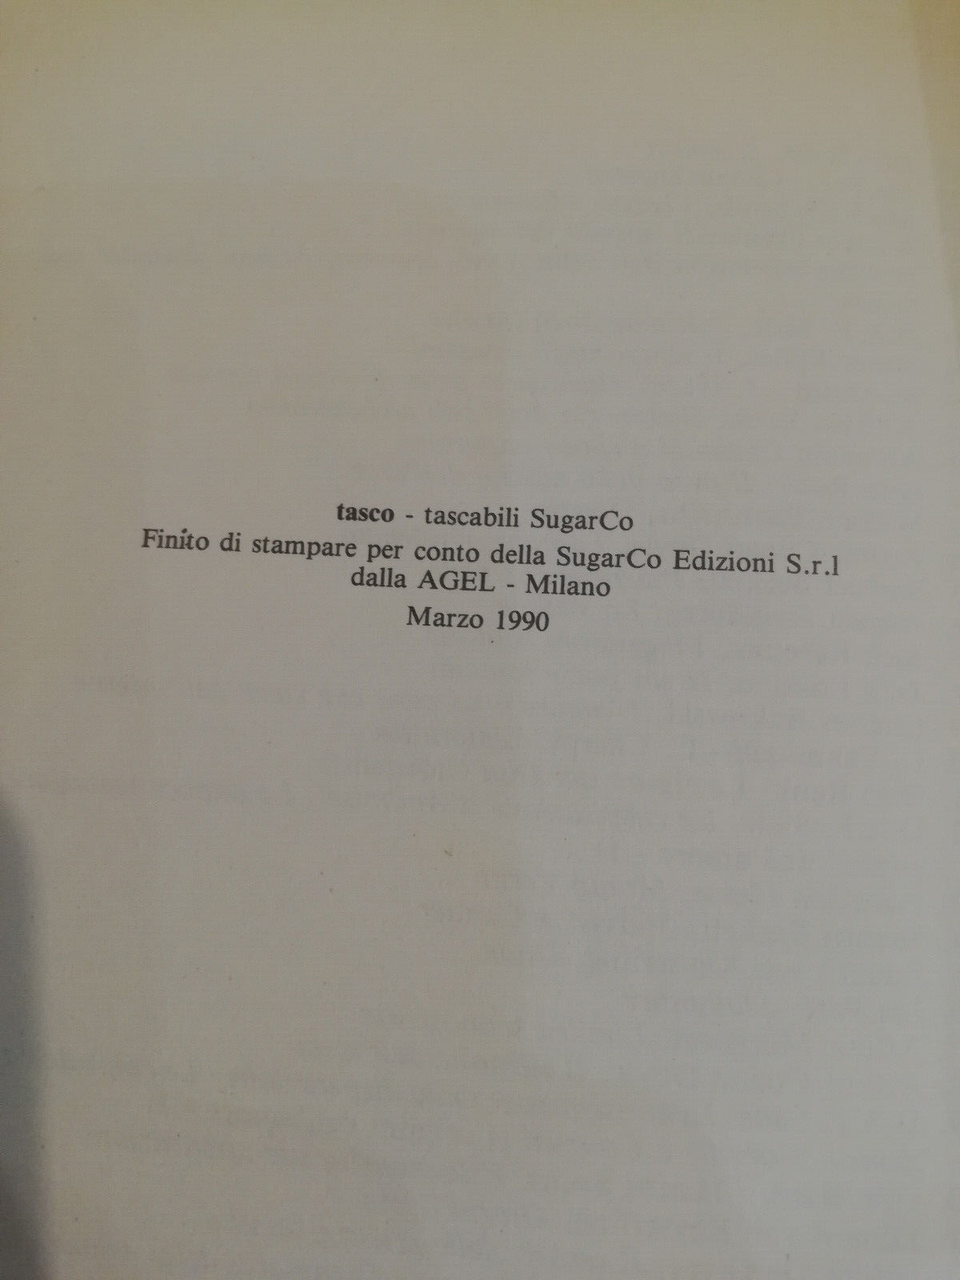 tasco - tascabili SugarCo
Finito di stampare per conto della SugarCo Edizioni S.r.l
dalla AGEL - Milano
Marzo 1990